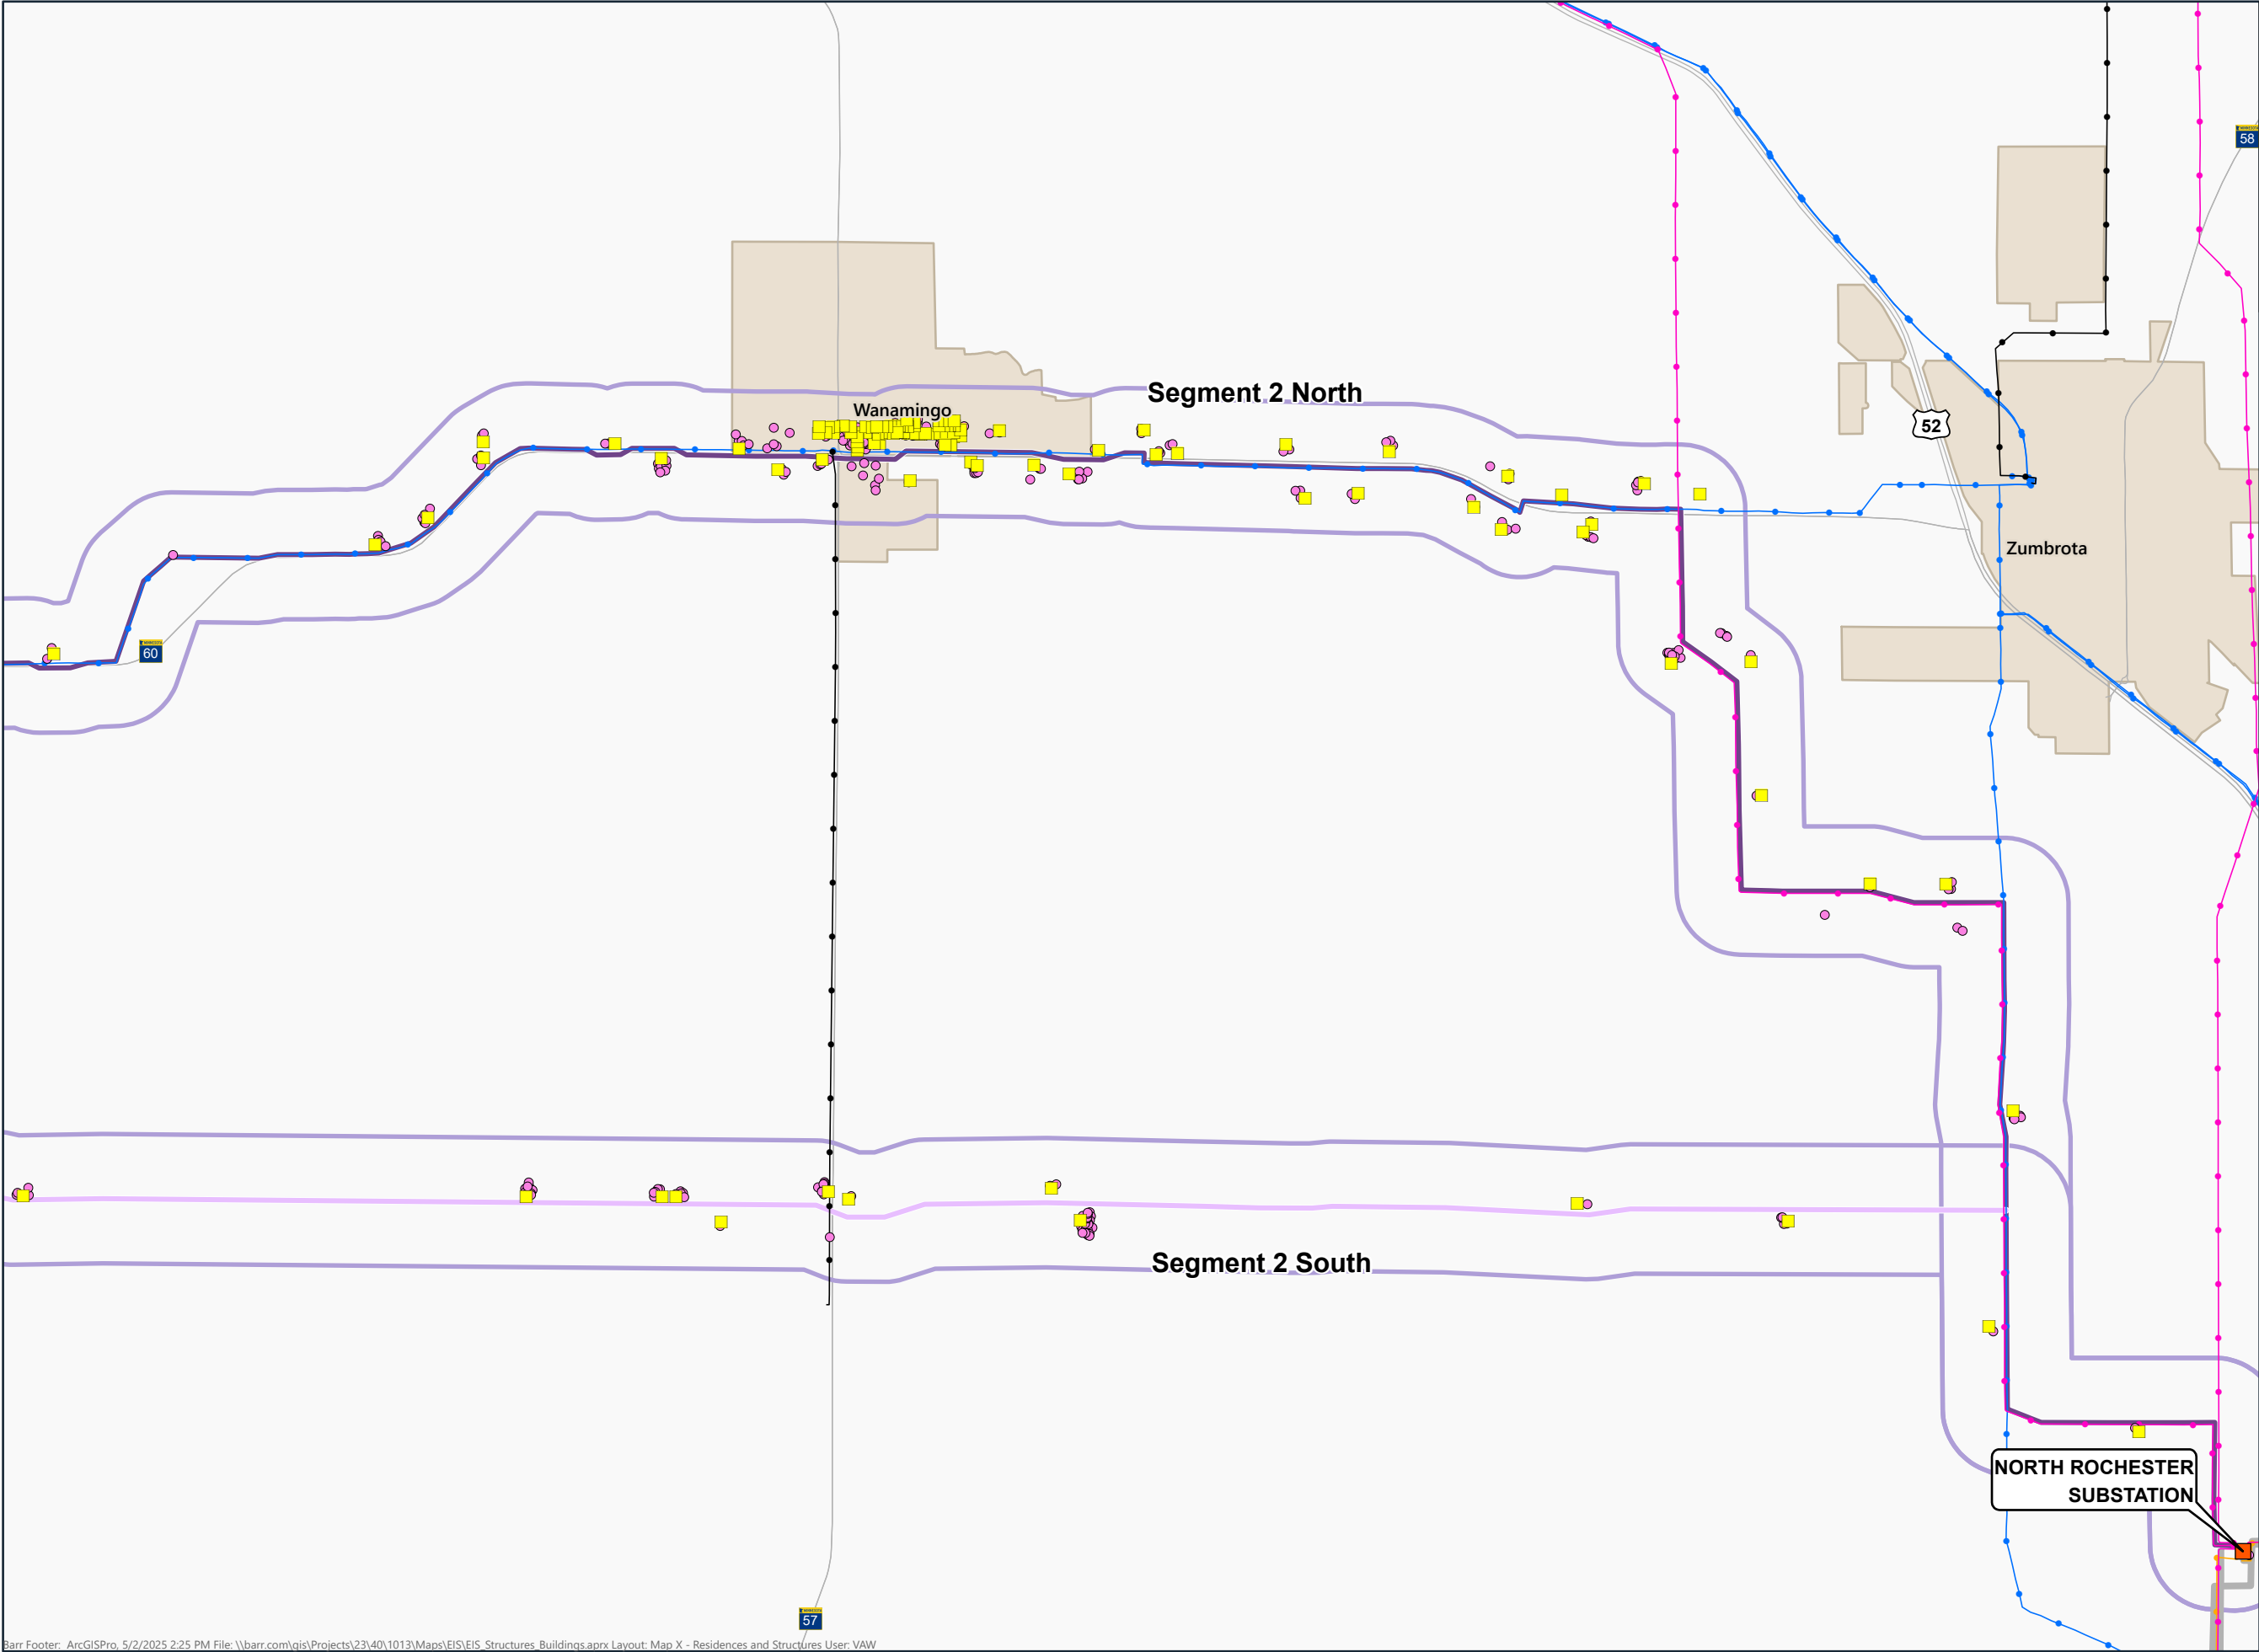 58
Segment 2 North
Wanamingo
52
Zumbrota
60
Segment 2 South
NORTH ROCHESTER
SUBSTATION
57
Barr Footer: ArcGISPro, 5/2/2025 2:25 PM File: \\barr.com\gis\Projects\23\40\1013\Maps\EIS\EIS_Structures_Buildings.aprx Layout: Map X - Residences and Structures User: VAW